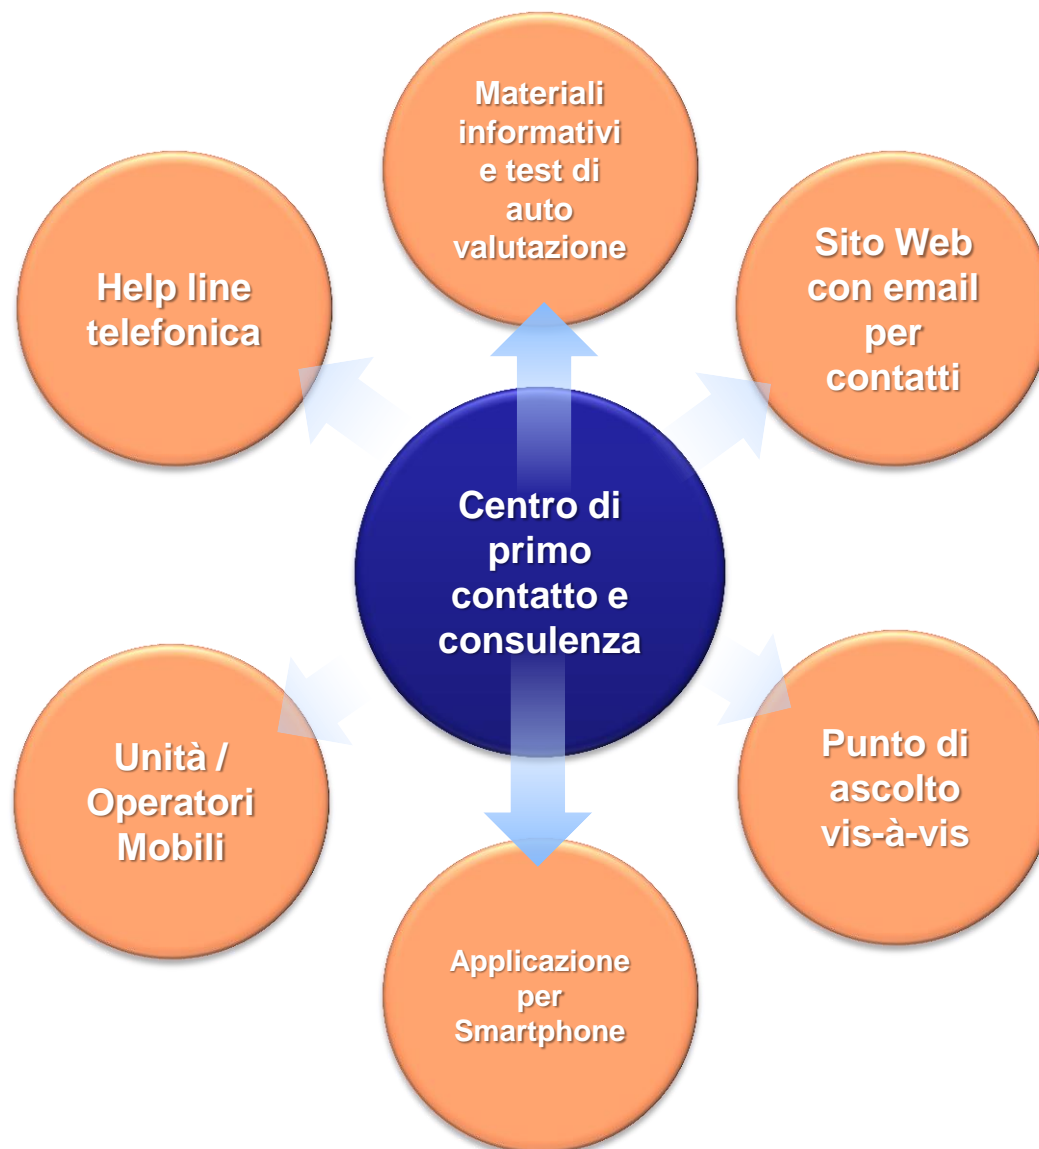 Materiali
informativi
e test di
auto
valutazione
Help line
telefonica
Sito Web
con email
per
contatti
Centro di
primo
contatto e
consulenza
Unità /
Operatori
Mobili
Punto di
ascolto
vis-à-vis
Applicazione
per
Smartphone